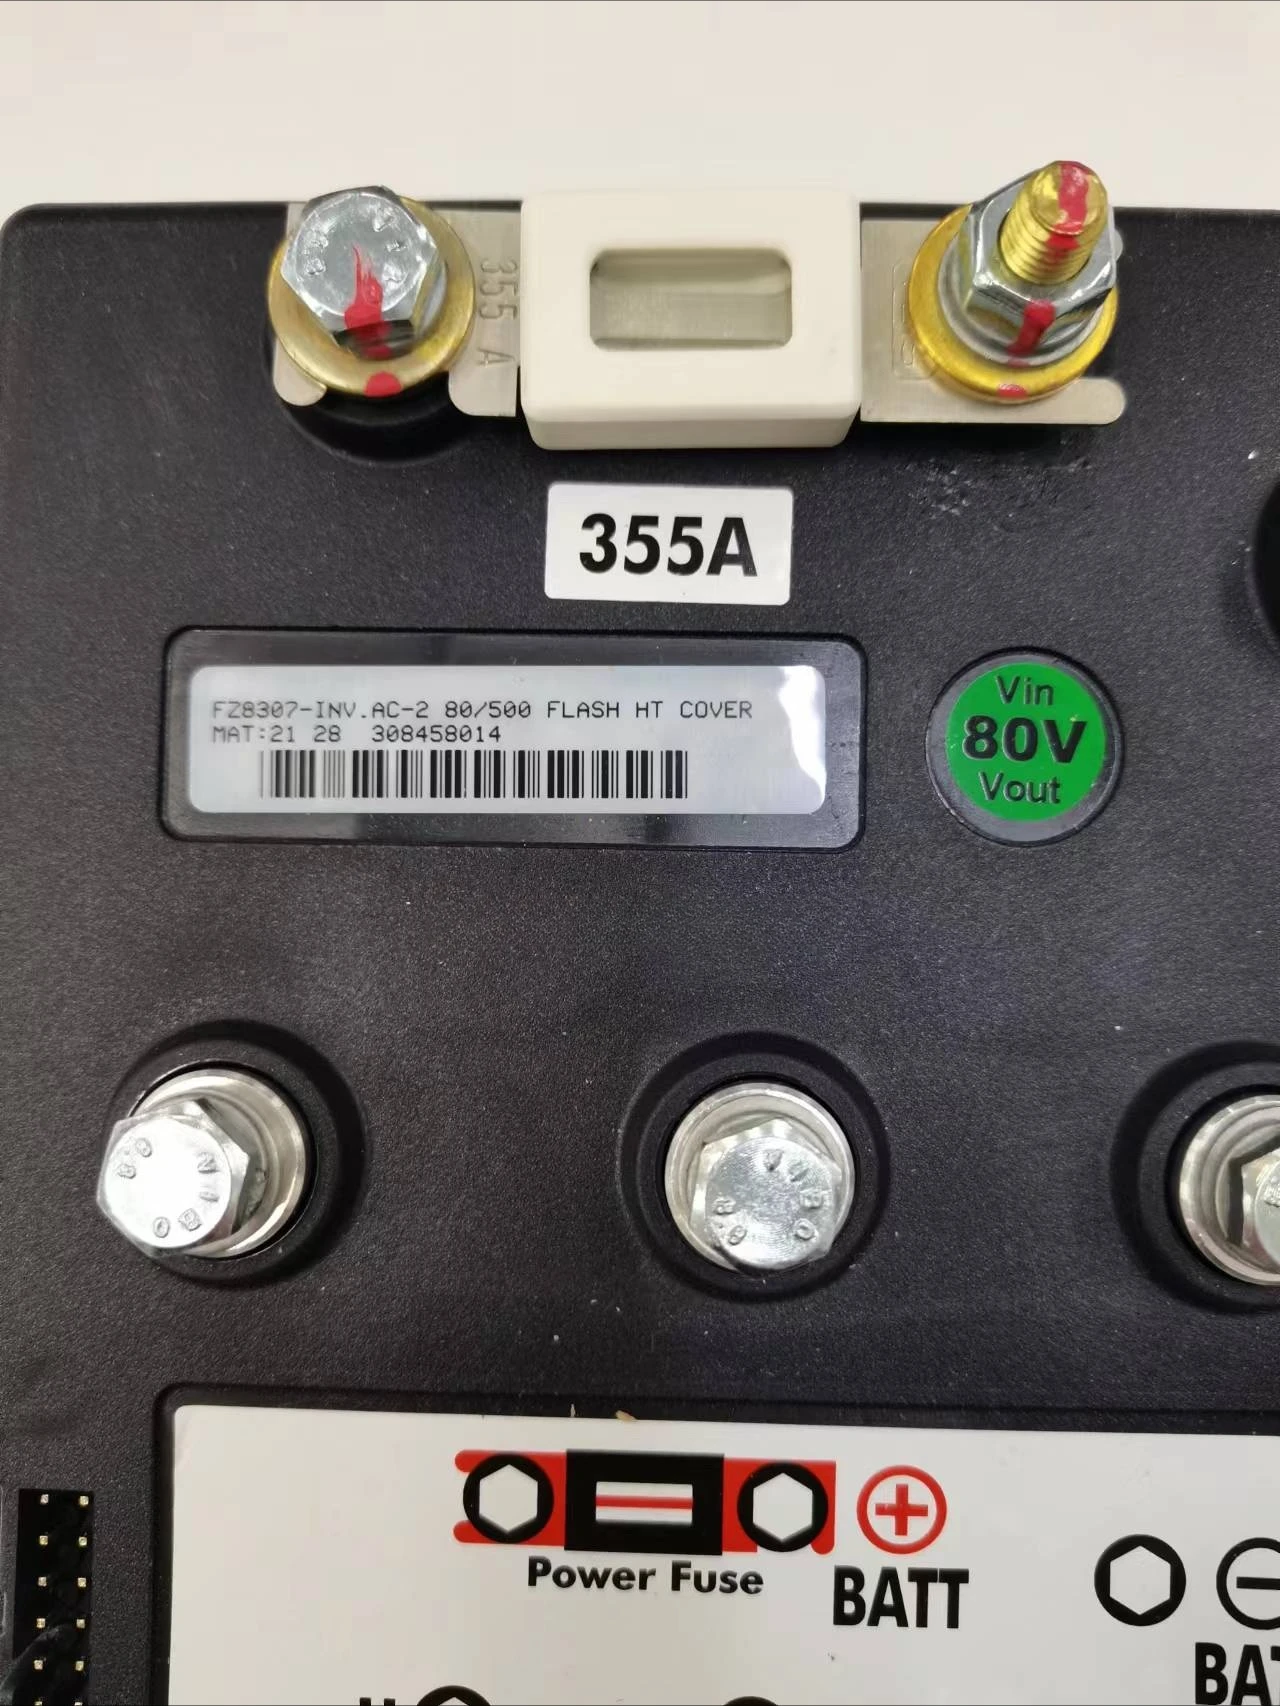 355 A
355A
FZ8307-INV.AC-2 80/500 FLASH HT COVER
MAT:21 28 308458014
Vin
80V
Vout
8.8
8.8
Power Fuse
BATT
BAT